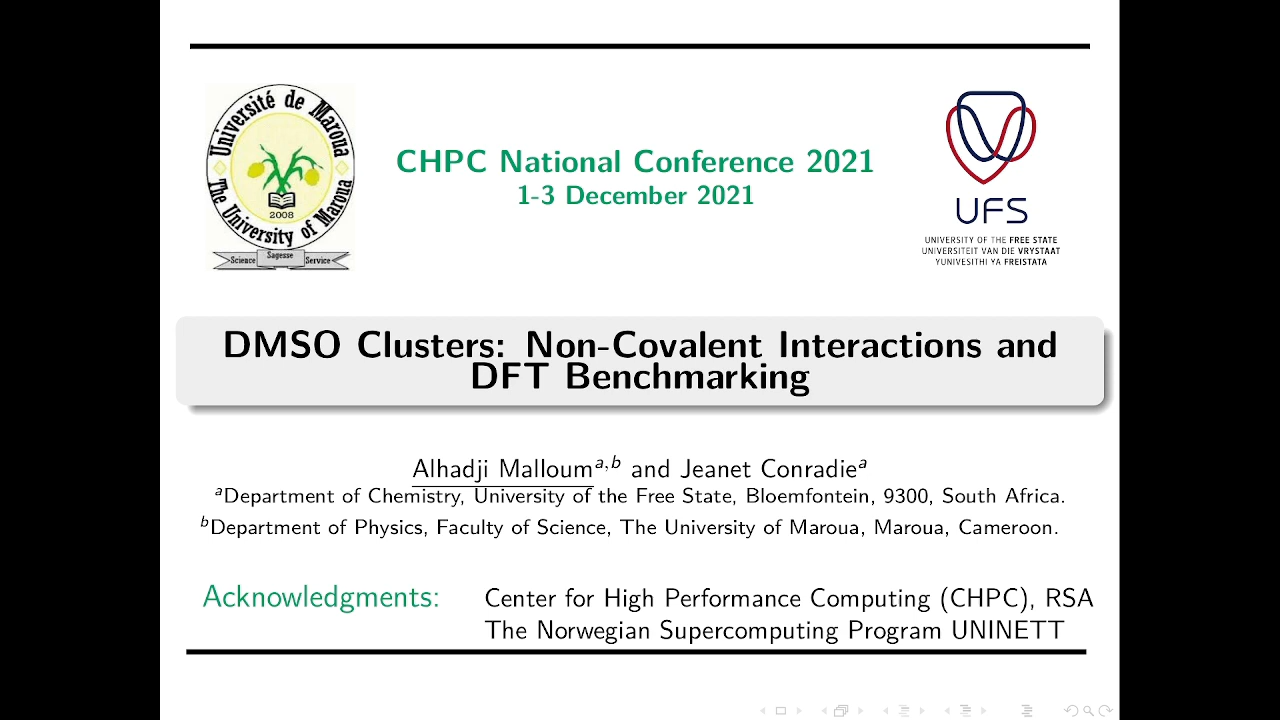 Université de Maroua
The University of Maroua
2008
Science Sagesse Service
CHPC National Conference 2021
1-3 December 2021
UFS
UNIVERSITY OF THE FREE STATE
UNIVERSITEIT VAN DIE VRYSTAAT
YUNIVESITHI YA FREISTATA
DMSO Clusters: Non-Covalent Interactions and
DFT Benchmarking
Alhadji Malloum^{a,b} and Jeanet Conradie^a
^aDepartment of Chemistry, University of the Free State, Bloemfontein, 9300, South Africa.
^bDepartment of Physics, Faculty of Science, The University of Maroua, Maroua, Cameroon.
Acknowledgments: Center for High Performance Computing (CHPC), RSA
The Norwegian Supercomputing Program UNINETT